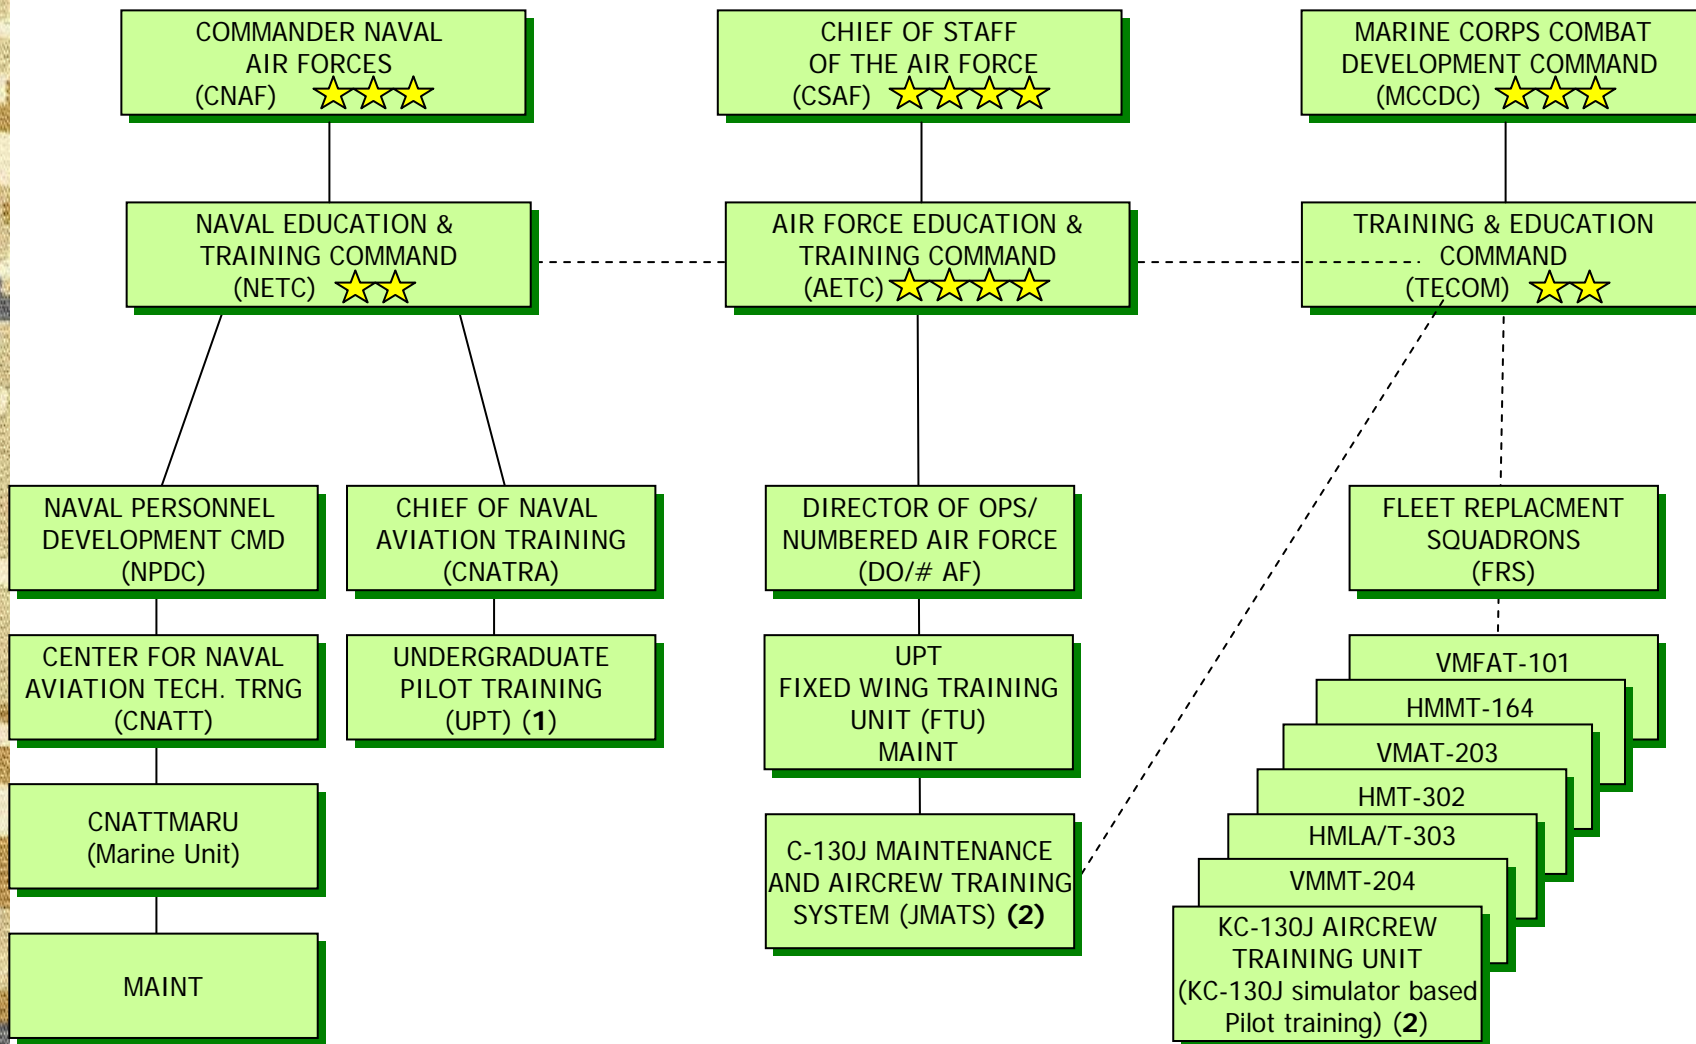 COMMANDER NAVAL
AIR FORCES
(CNAF)
CHIEF OF STAFF
OF THE AIR FORCE
(CSAF)
MARINE CORPS COMBAT
DEVELOPMENT COMMAND
(MCCDC)
NAVAL EDUCATION &
TRAINING COMMAND
(NETC)
AIR FORCE EDUCATION &
TRAINING COMMAND
(AETC)
TRAINING & EDUCATION
COMMAND
(TECOM)
NAVAL PERSONNEL
DEVELOPMENT CMD
(NPDC)
CHIEF OF NAVAL
AVIATION TRAINING
(CNATRA)
DIRECTOR OF OPS/
NUMBERED AIR FORCE
(DO/# AF)
FLEET REPLACMENT
SQUADRONS
(FRS)
CENTER FOR NAVAL
AVIATION TECH. TRNG
(CNATT)
UNDERGRADUATE
PILOT TRAINING
(UPT) (1)
UPT
FIXED WING TRAINING
UNIT (FTU)
MAINT
VMFAT-101
HMMT-164
VMAT-203
HMT-302
HMLA/T-303
VMMT-204
KC-130J AIRCREW
TRAINING UNIT
(KC-130J simulator based
Pilot training) (2)
CNATTMARU
(Marine Unit)
C-130J MAINTENANCE
AND AIRCREW TRAINING
SYSTEM (JMATS) (2)
MAINT